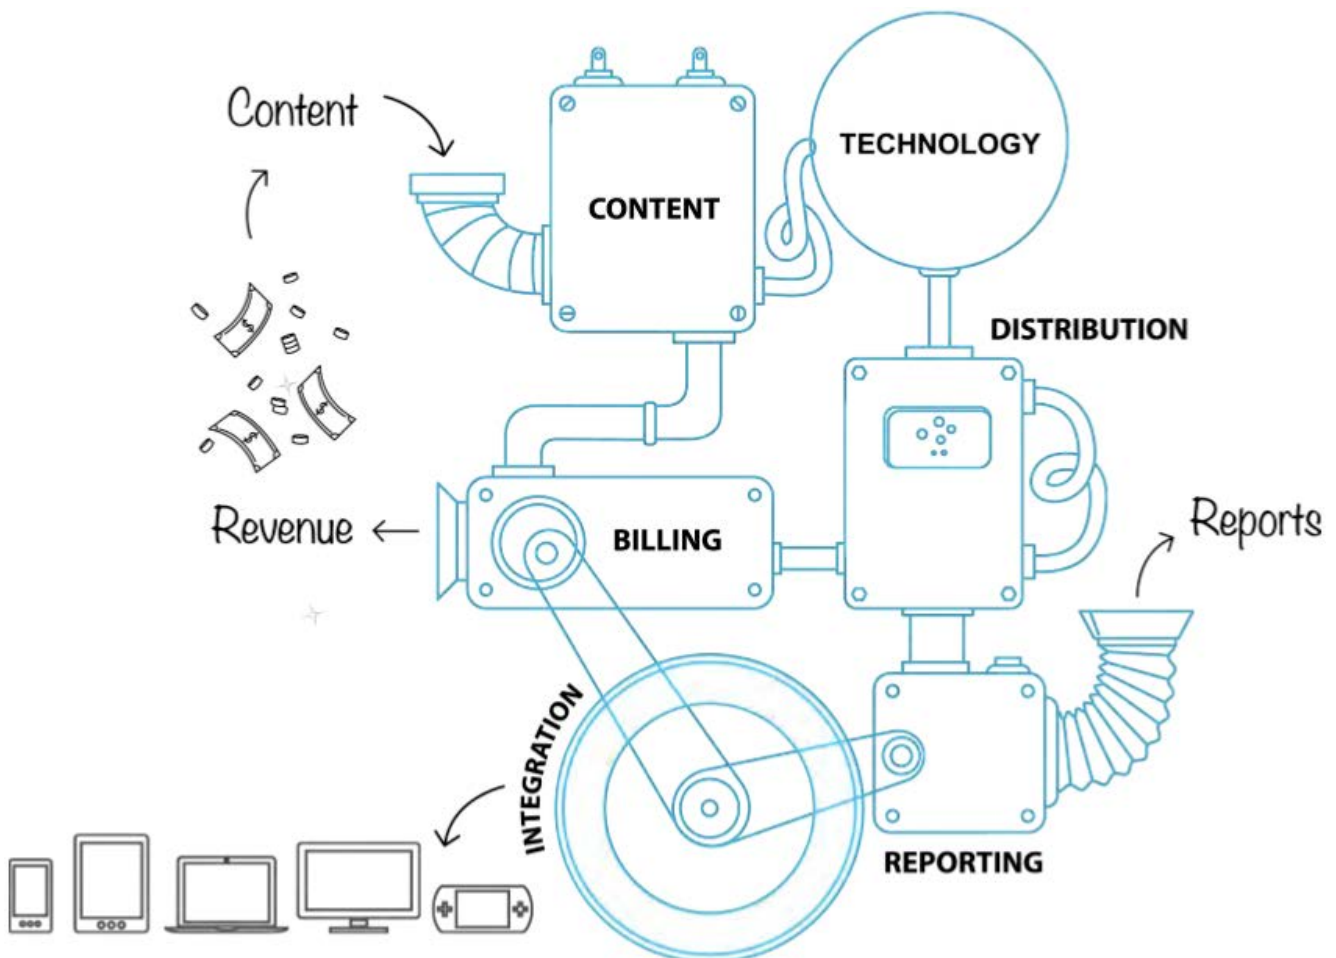 Content
TECHNOLOGY
CONTENT
DISTRIBUTION
$
$
$
Revenue
BILLING
Reports
INTEGRATION
REPORTING